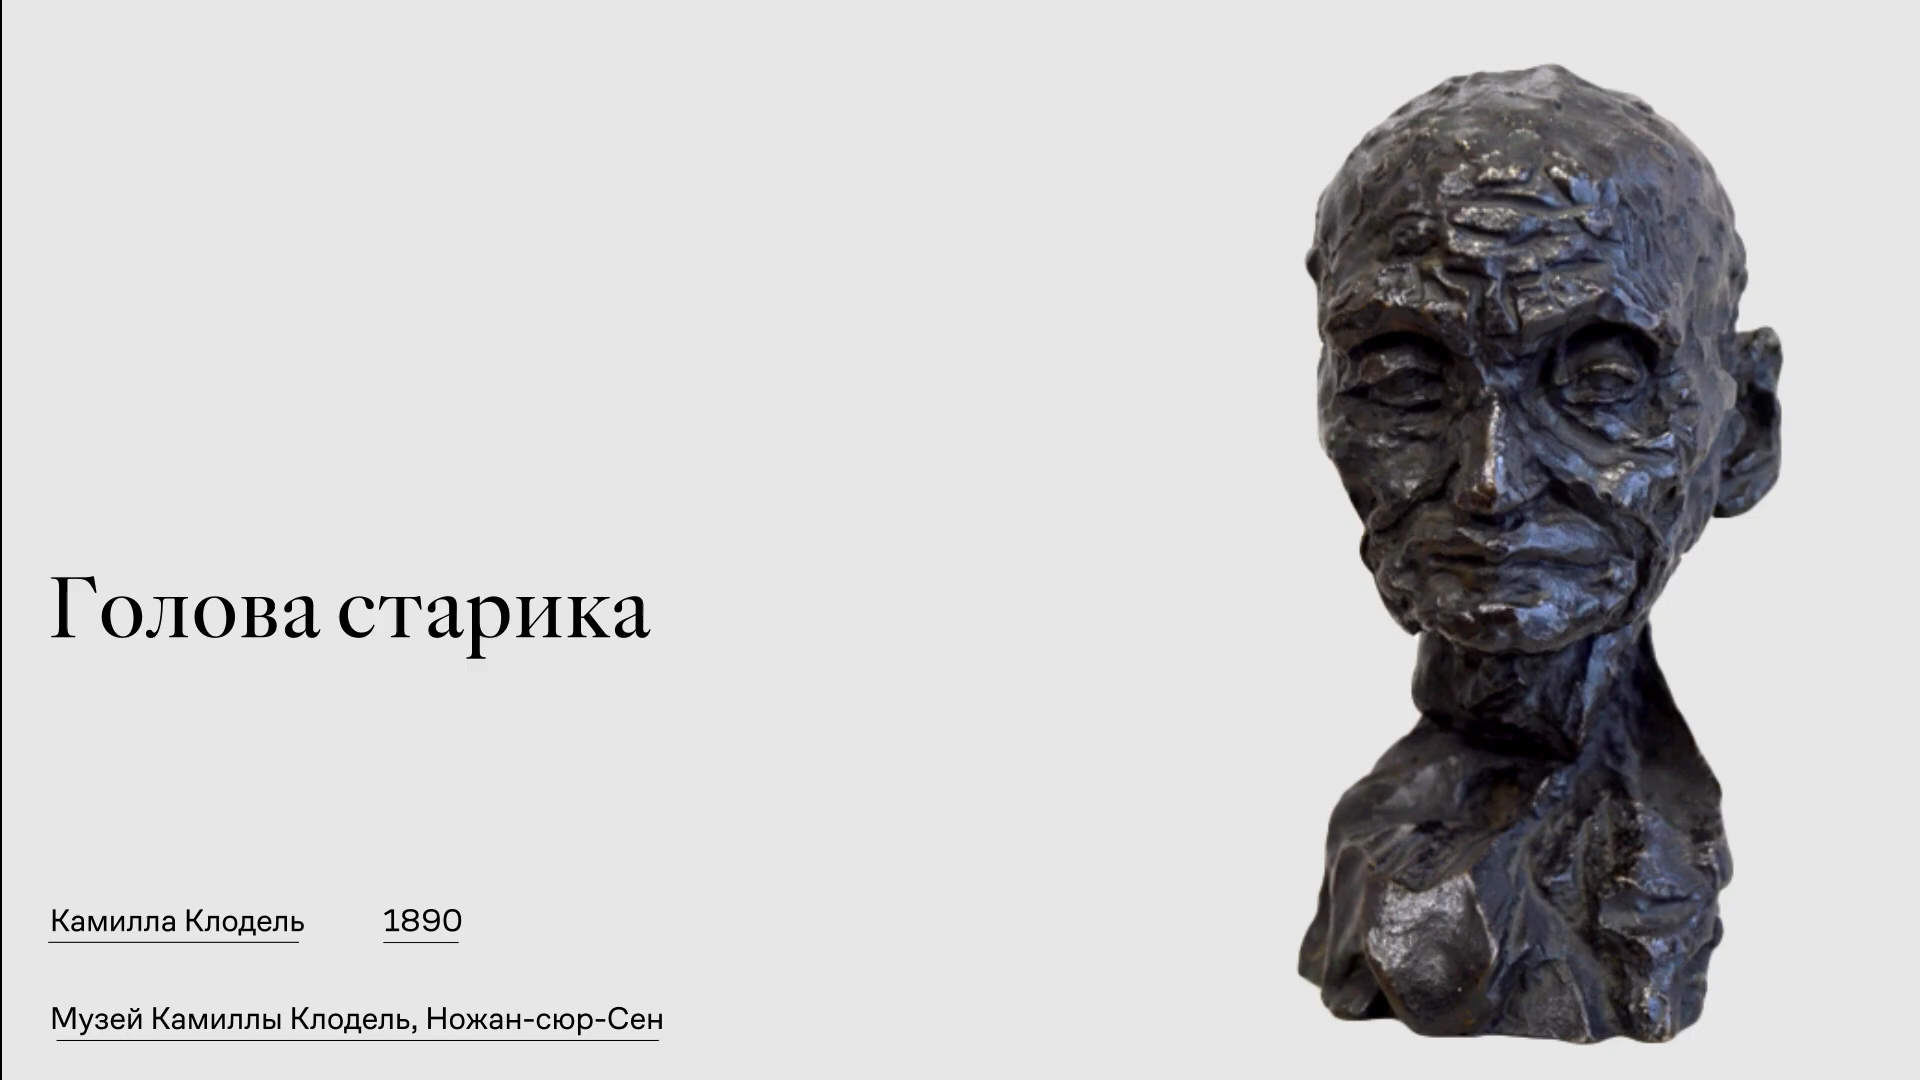 Голова старика
Камилла Клодель 1890
Музей Камиллы Клодель, Ножан-сюр-Сен